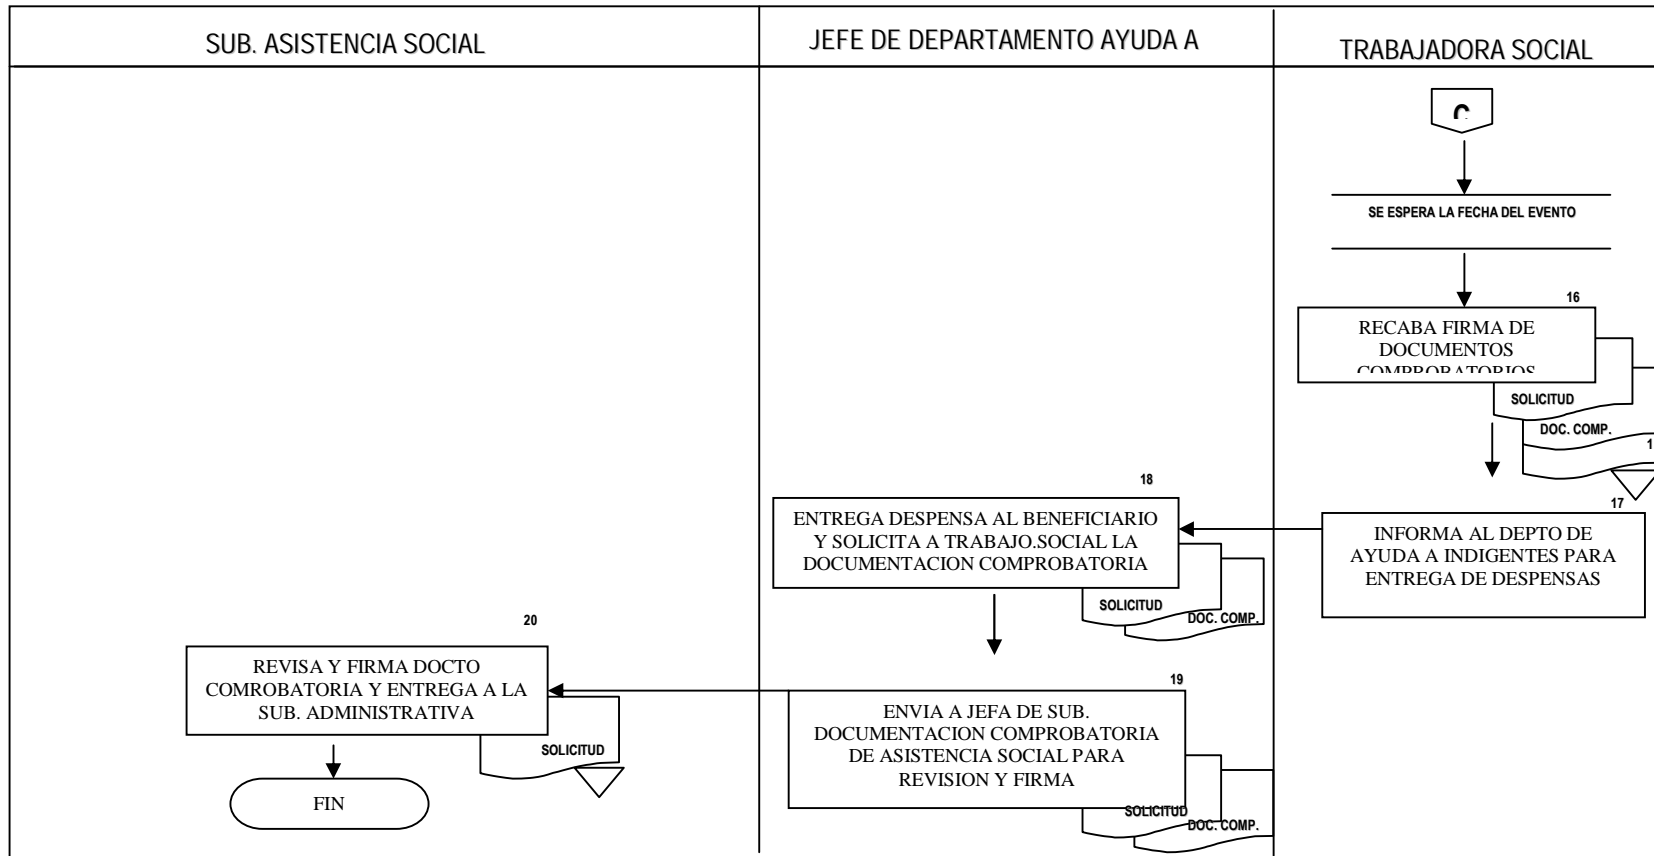 SUB. ASISTENCIA SOCIAL
JEFE DE DEPARTAMENTO AYUDA A
TRABAJADORA SOCIAL
C
SE ESPERA LA FECHA DEL EVENTO
16
RECABA FIRMA DE
DOCUMENTOS
COMPROBATORIOS
SOLICITUD
DOC. COMP.
1
17
INFORMA AL DEPTO DE
AYUDA A INDIGENTES PARA
ENTREGA DE DESPENSAS
18
ENTREGA DESPENSA AL BENEFICIARIO
Y SOLICITA A TRABAJO.SOCIAL LA
DOCUMENTACION COMPROBATORIA
SOLICITUD
DOC. COMP.
19
ENVIA A JEFA DE SUB.
DOCUMENTACION COMPROBATORIA
DE ASISTENCIA SOCIAL PARA
REVISION Y FIRMA
SOLICITUD
DOC. COMP.
20
REVISA Y FIRMA DOCTO
COMROBATORIA Y ENTREGA A LA
SUB. ADMINISTRATIVA
SOLICITUD
FIN